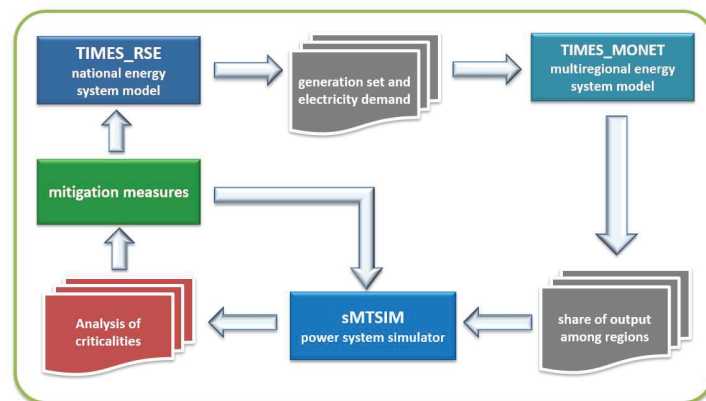 TIMES_RSE
national energy
system model
generation set and
electricity demand
TIMES_MONET
multiregional energy
system model
mitigation measures
Analysis of
criticalities
sMTSIM
power system simulator
share of output
among regions